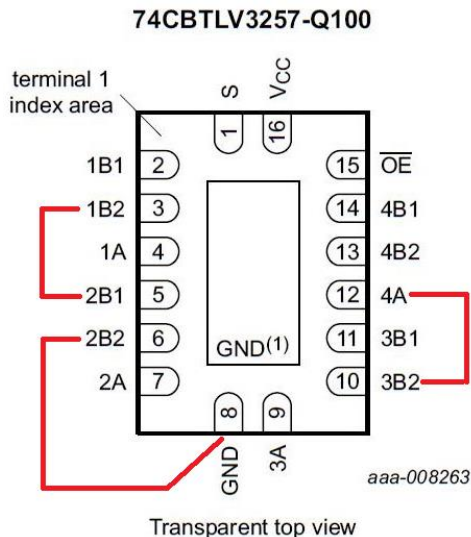 74CBTLV3257-Q100
terminal 1
index area
S
VCC
1
16
1B1 2
15 OE
1B2 3
14 4B1
1A 4
13 4B2
2B1 5
12 4A
2B2 6
11 3B1
GND(1)
2A 7
10 3B2
8
9
GND
3A
aaa-008263
Transparent top view